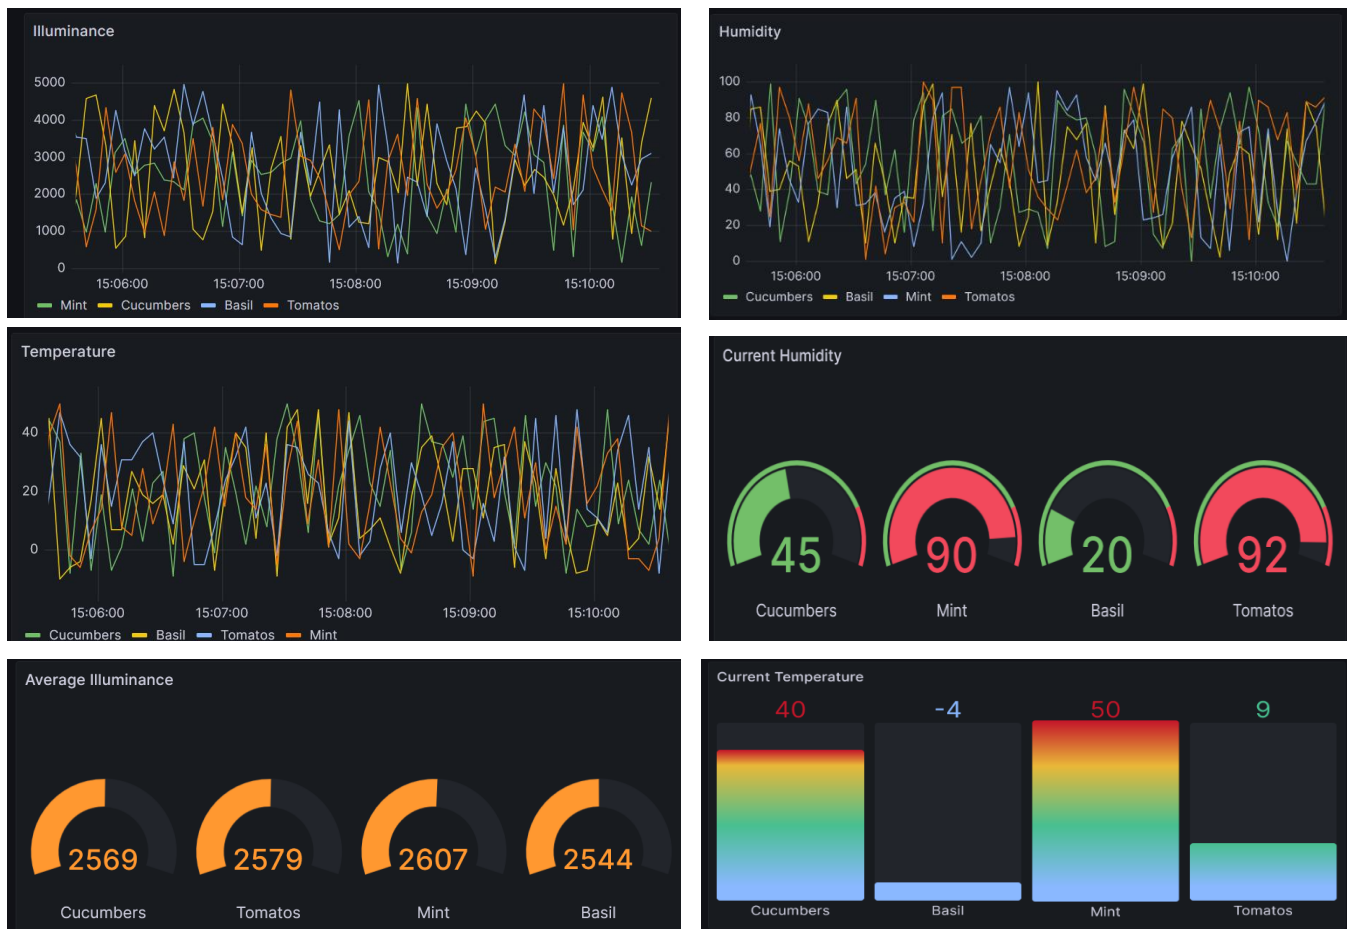 Illuminance
5000
4000
3000
2000
1000
0
15:06:00 15:07:00 15:08:00 15:09:00 15:10:00
Mint Cucumbers Basil Tomatos
Humidity
100
80
60
40
20
0
15:06:00 15:07:00 15:08:00 15:09:00 15:10:00
Cucumbers Basil Mint Tomatos
Temperature
40
20
0
15:06:00 15:07:00 15:08:00 15:09:00 15:10:00
Cucumbers Basil Tomatos Mint
Current Humidity
45 90 20 92
Cucumbers Mint Basil Tomatos
Average Illuminance
2569 2579 2607 2544
Cucumbers Tomatos Mint Basil
Current Temperature
40 -4 50 9
Cucumbers Basil Mint Tomatos